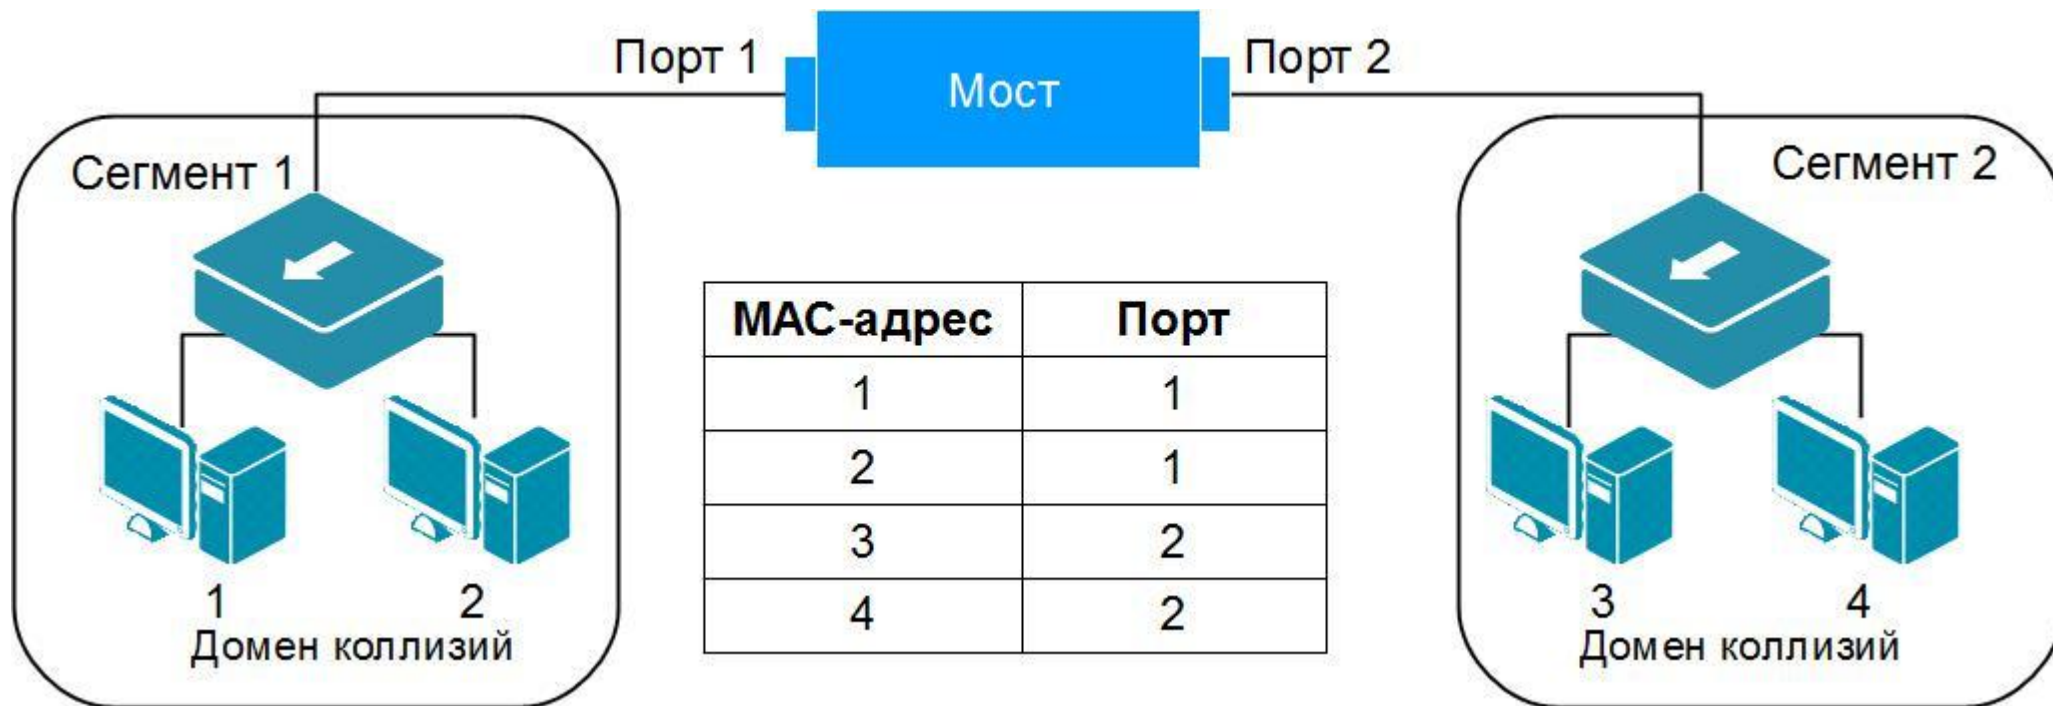 Порт 1
Мост
Порт 2
Сегмент 1
Сегмент 2
МАС-адрес Порт
1 1
2 1
3 2
4 2
1 2
Домен коллизий
3 4
Домен коллизий